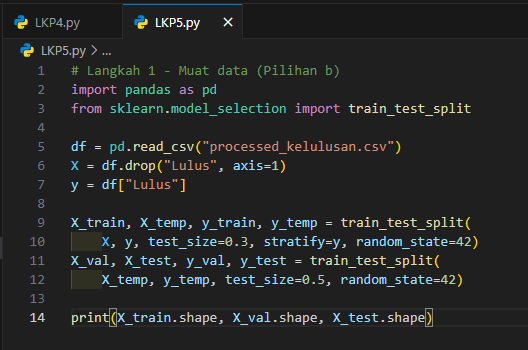 LKP4.py LKP5.py ×
LKP5.py > ...
1 # Langkah 1 - Muat data (Pilihan b)
2 import pandas as pd
3 from sklearn.model_selection import train_test_split
4
5 df = pd.read_csv("processed_kelulusan.csv")
6 X = df.drop("Lulus", axis=1)
7 y = df["Lulus"]
8
9 X_train, X_temp, y_train, y_temp = train_test_split(
10     X, y, test_size=0.3, stratify=y, random_state=42)
11 X_val, X_test, y_val, y_test = train_test_split(
12     X_temp, y_temp, test_size=0.5, random_state=42)
13
14 print(X_train.shape, X_val.shape, X_test.shape)